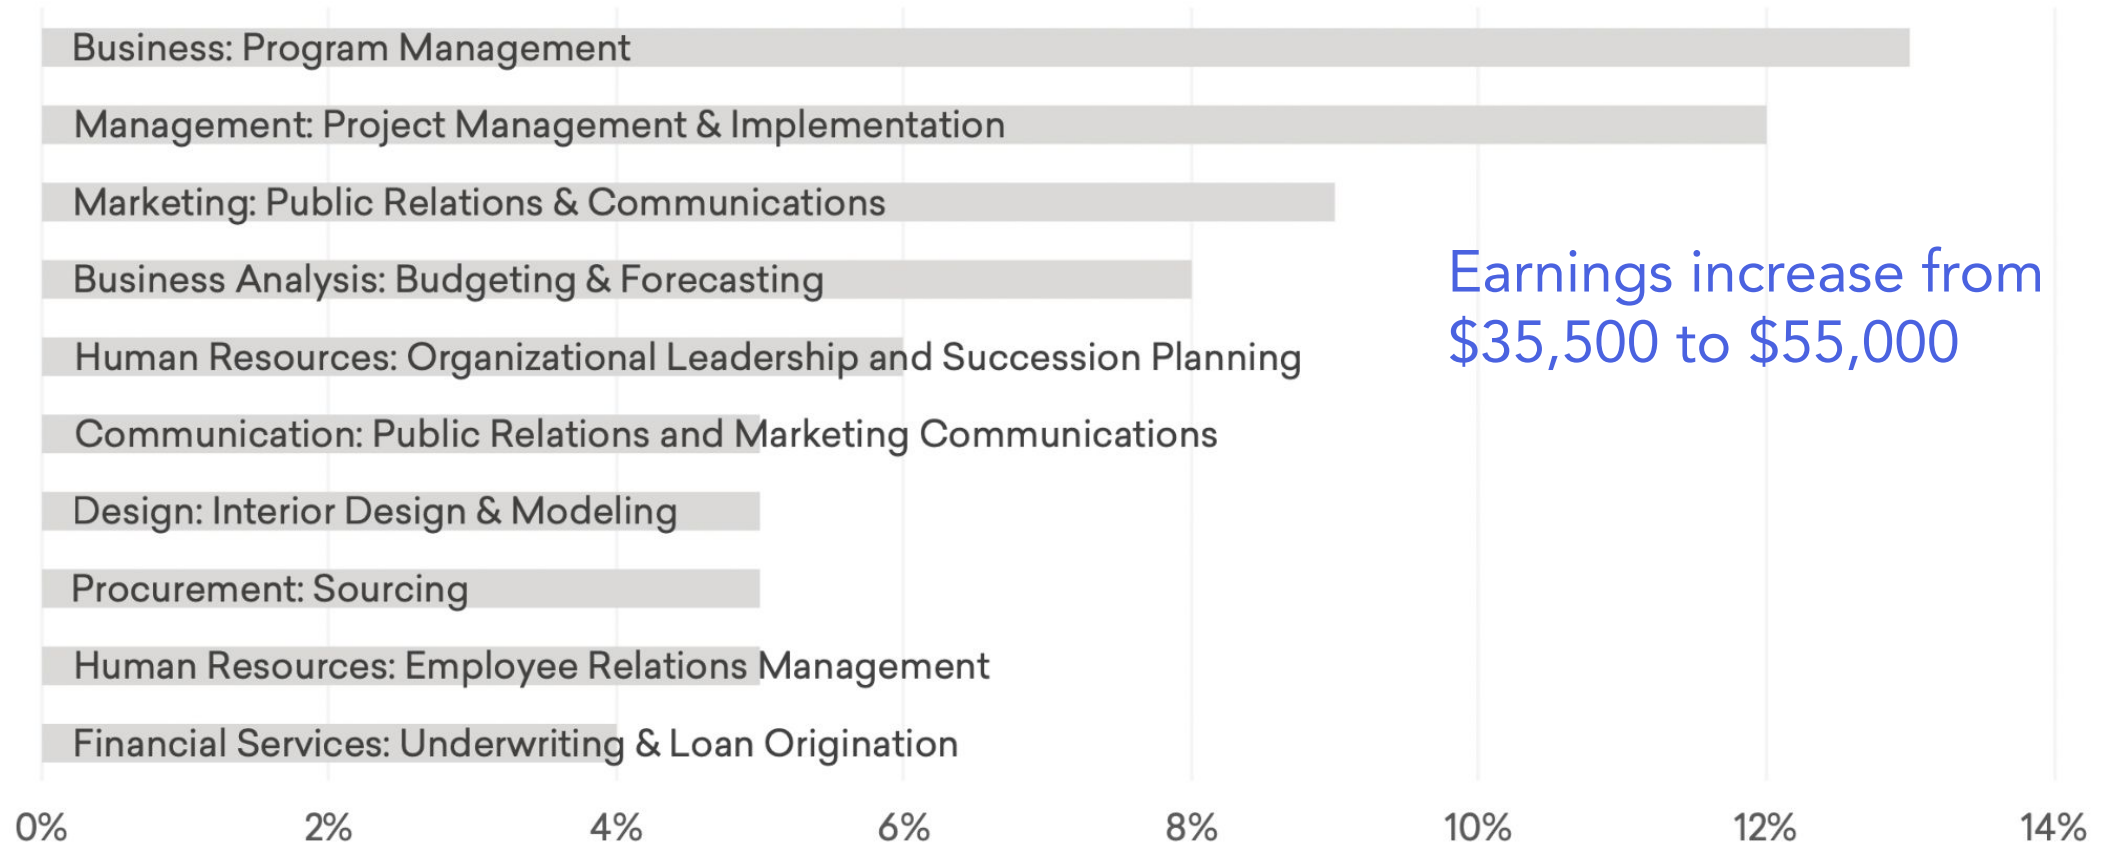 Business: Program Management
Management: Project Management & Implementation
Marketing: Public Relations & Communications
Business Analysis: Budgeting & Forecasting
Earnings increase from
$35,500 to $55,000
Human Resources: Organizational Leadership and Succession Planning
Communication: Public Relations and Marketing Communications
Design: Interior Design & Modeling
Procurement: Sourcing
Human Resources: Employee Relations Management
Financial Services: Underwriting & Loan Origination
0% 2% 4% 6% 8% 10% 12% 14%